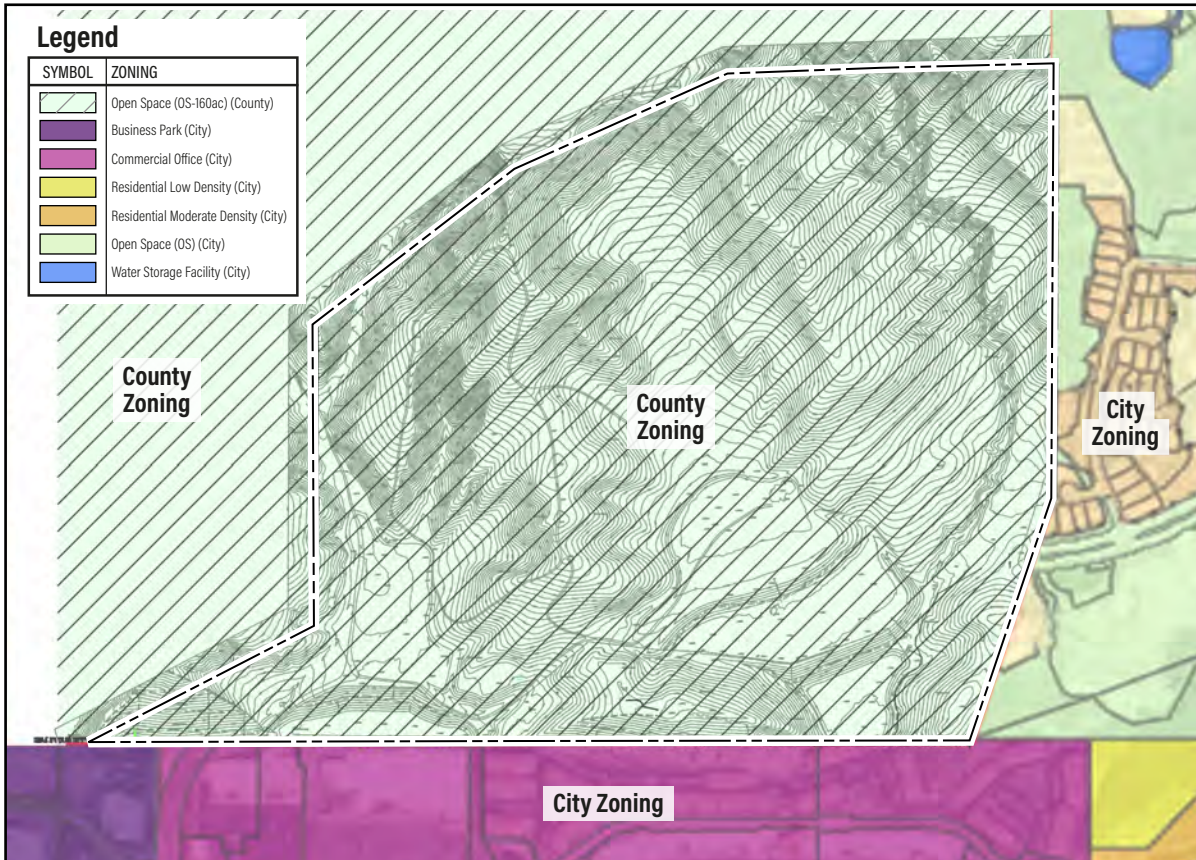 Legend
SYMBOL ZONING
Open Space (OS-160ac) (County)
Business Park (City)
Commercial Office (City)
Residential Low Density (City)
Residential Moderate Density (City)
Open Space (OS) (City)
Water Storage Facility (City)
County
Zoning
County
Zoning
City
Zoning
City Zoning